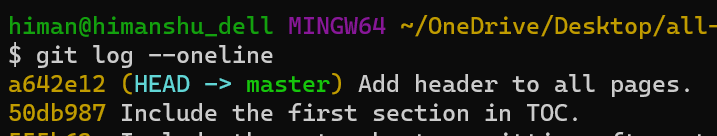 himan@himanshu_dell MINGW64 ~/OneDrive/Desktop/all-
$ git log --oneline
a642e12 (HEAD -> master) Add header to all pages.
50db987 Include the first section in TOC.